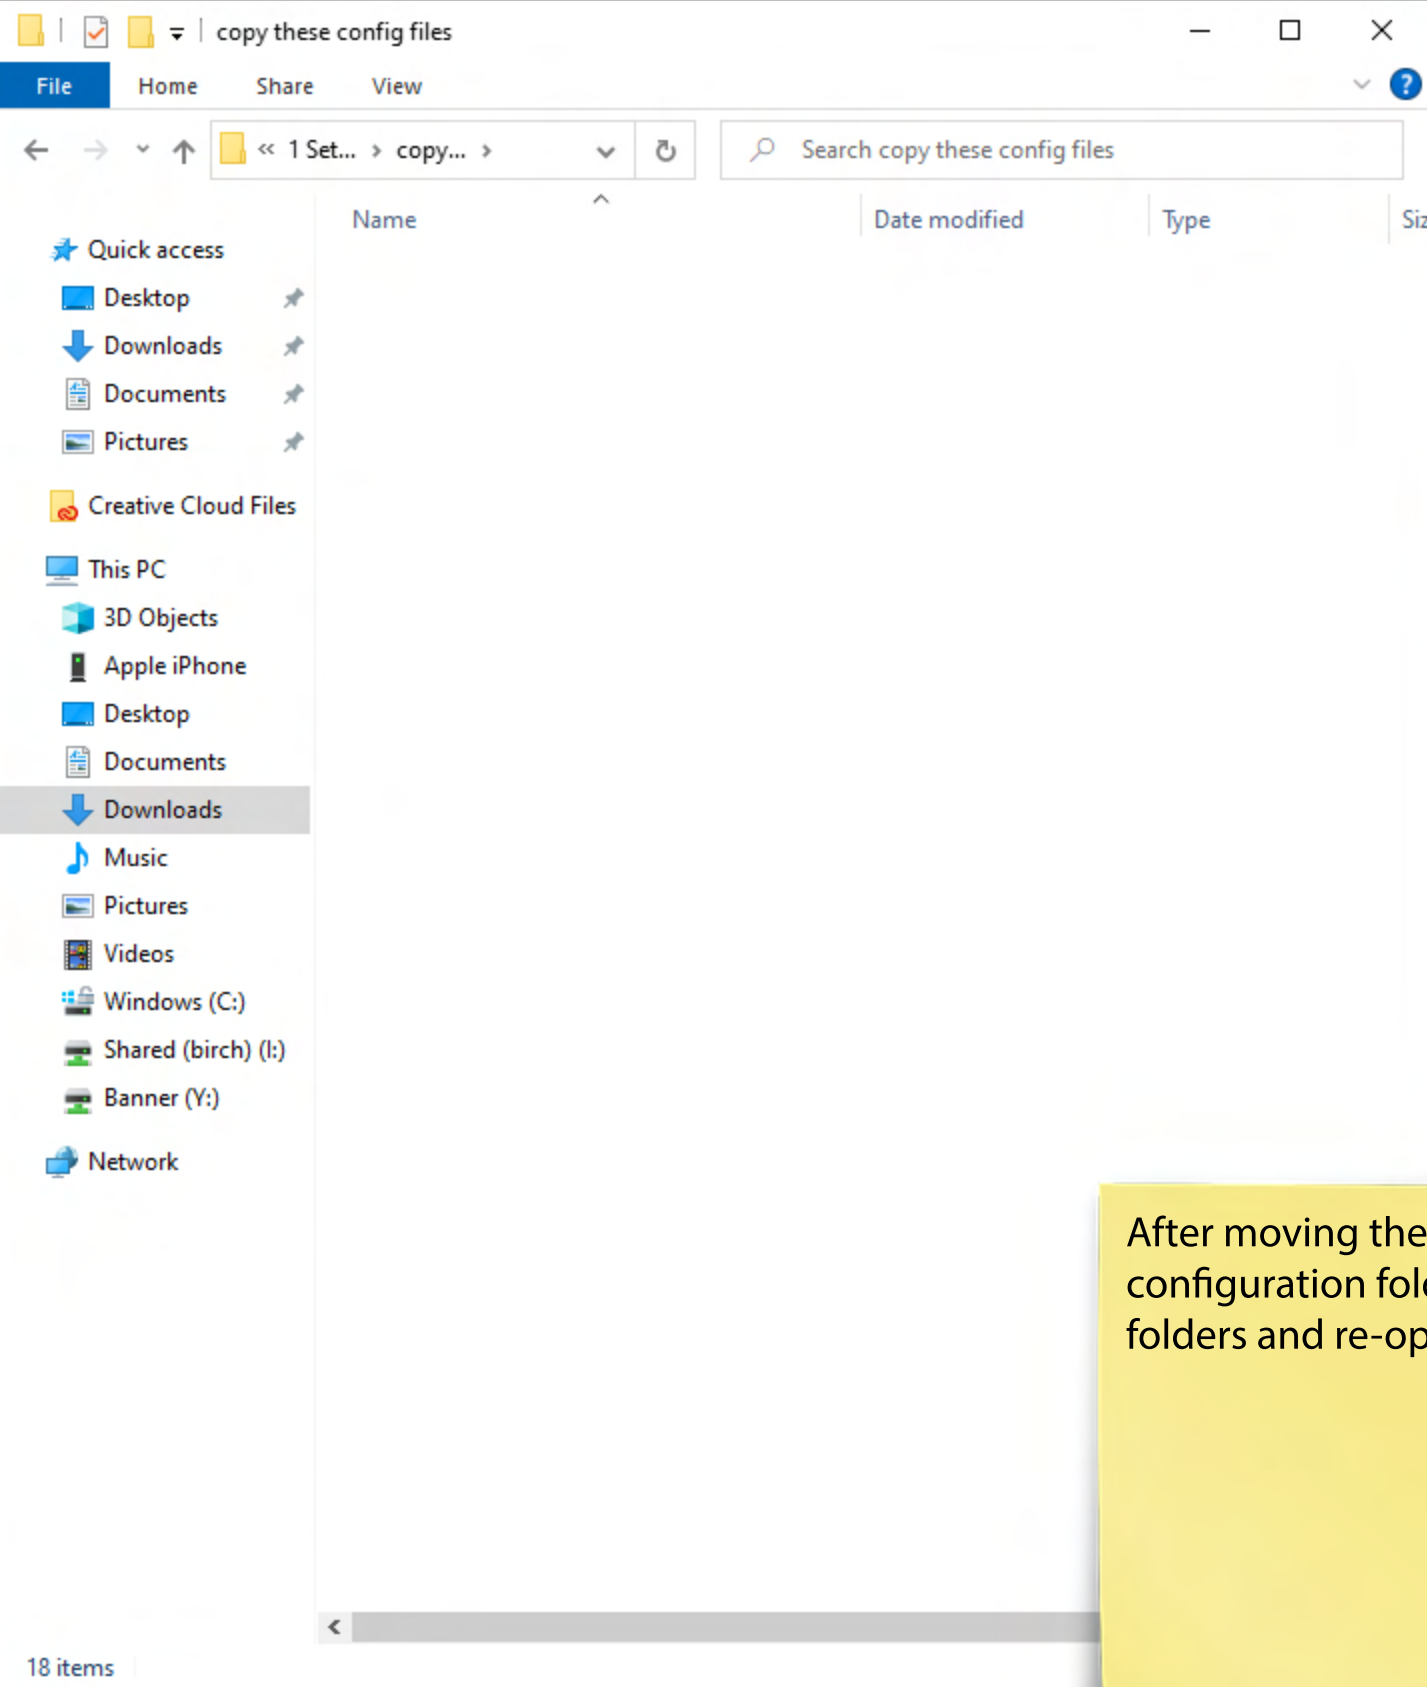 copy these config files
File Home Share View
« 1 Set... › copy... ›
Search copy these config files
Name Date modified Type
Quick access
Desktop
Downloads
Documents
Pictures
Creative Cloud Files
This PC
3D Objects
Apple iPhone
Desktop
Documents
Downloads
Music
Pictures
Videos
Windows (C:)
Shared (birch) (I:)
Banner (Y:)
Network
After moving the
configuration
folders and
18 items